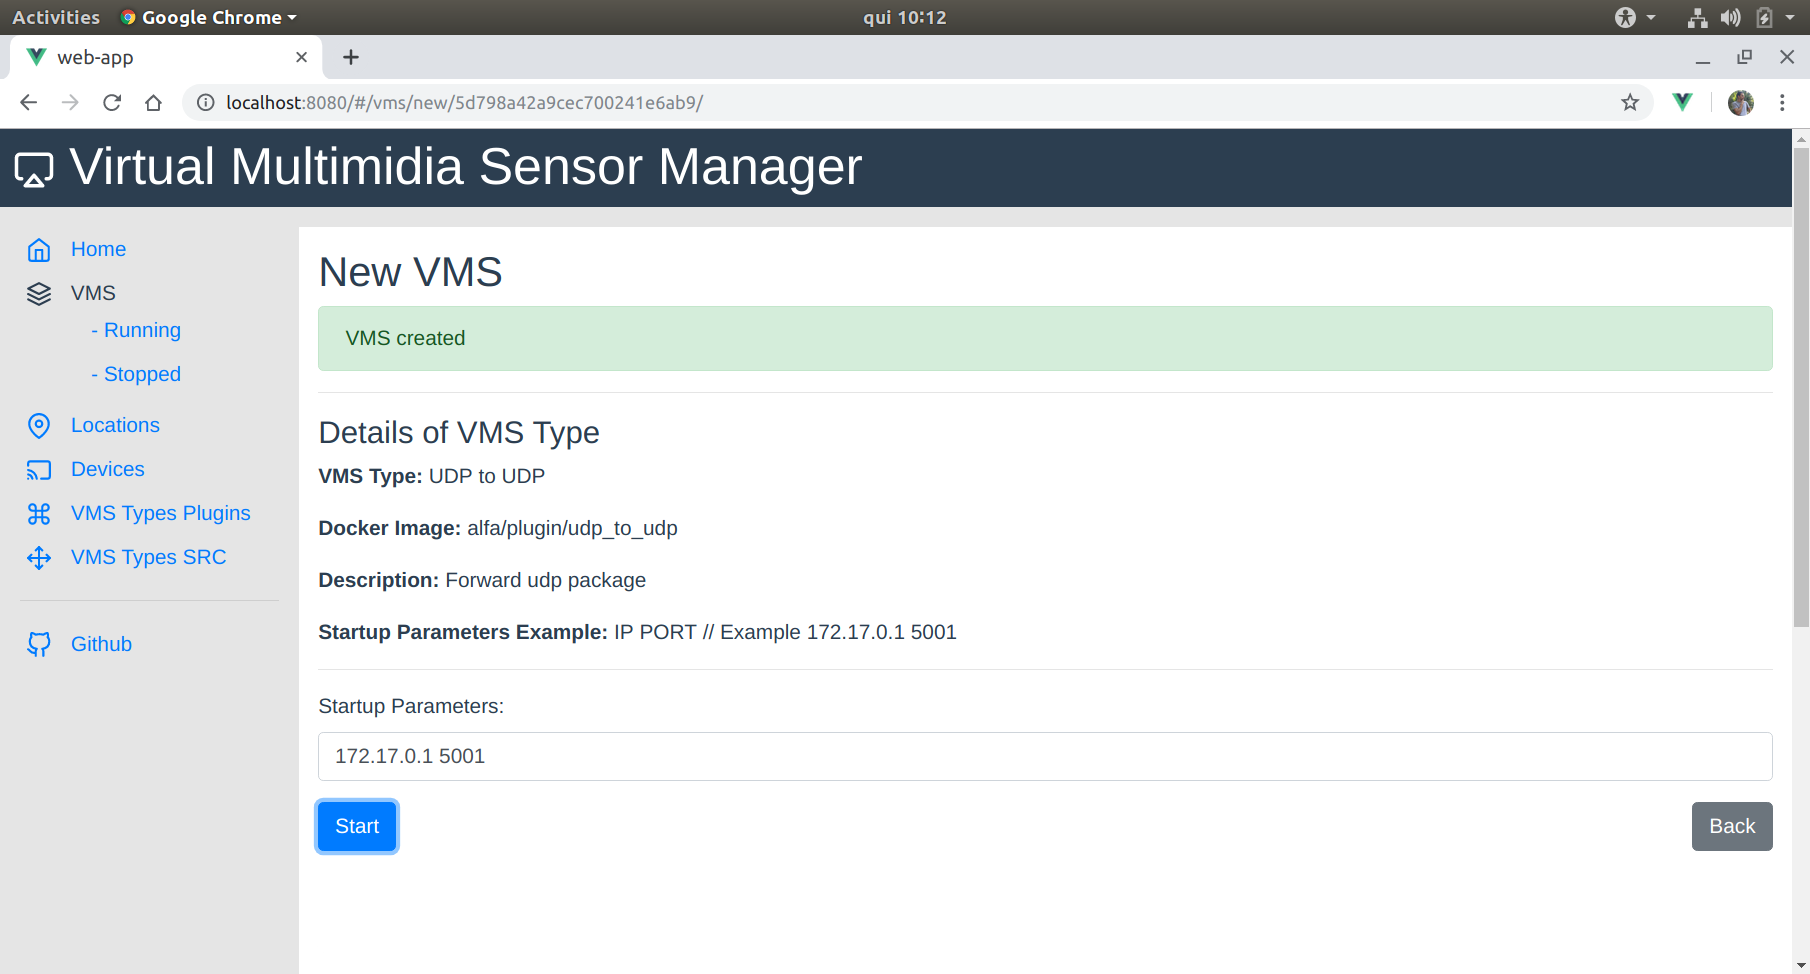 Activities Google Chrome qui 10:12
web-app
localhost:8080/#/vms/new/5d798a42a9cec700241e6ab9/
Virtual Multimidia Sensor Manager
Home
VMS
- Running
- Stopped
Locations
Devices
VMS Types Plugins
VMS Types SRC
Github
New VMS
VMS created
Details of VMS Type
VMS Type: UDP to UDP
Docker Image: alfa/plugin/udp_to_udp
Description: Forward udp package
Startup Parameters Example: IP PORT // Example 172.17.0.1 5001
Startup Parameters:
172.17.0.1 5001
Start Back